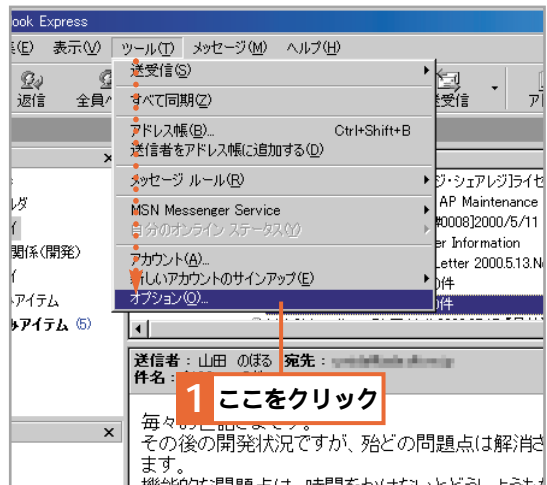 ook Express
(E) 表示(V) ツール(T) メッセージ(M) ヘルプ(H)
返信 全員へ 送受信 ア
送受信(S)
すべて同期(Z)
アドレス帳(B)... Ctrl+Shift+B
送信者をアドレス帳に追加する(D)
メッセージ ルール(R)
MSN Messenger Service
自分のオンライン ステータス(Y)
アカウント(A)...
新しいアカウントのサインアップ(E)
オプション(O)...
ジ・シェアレジ]ライセ
AP Maintenance
#0008]2000/5/11
er Information
Letter 2000.5.13.No
の件
の件
ルダ
関係(開発)
アイテム
みアイテム (5)
送信者: 山田 のぼる 宛先:
件名:
1 ここをクリック
毎々
その後の開発状況ですが、殆どの問題点は解消さ
ます。